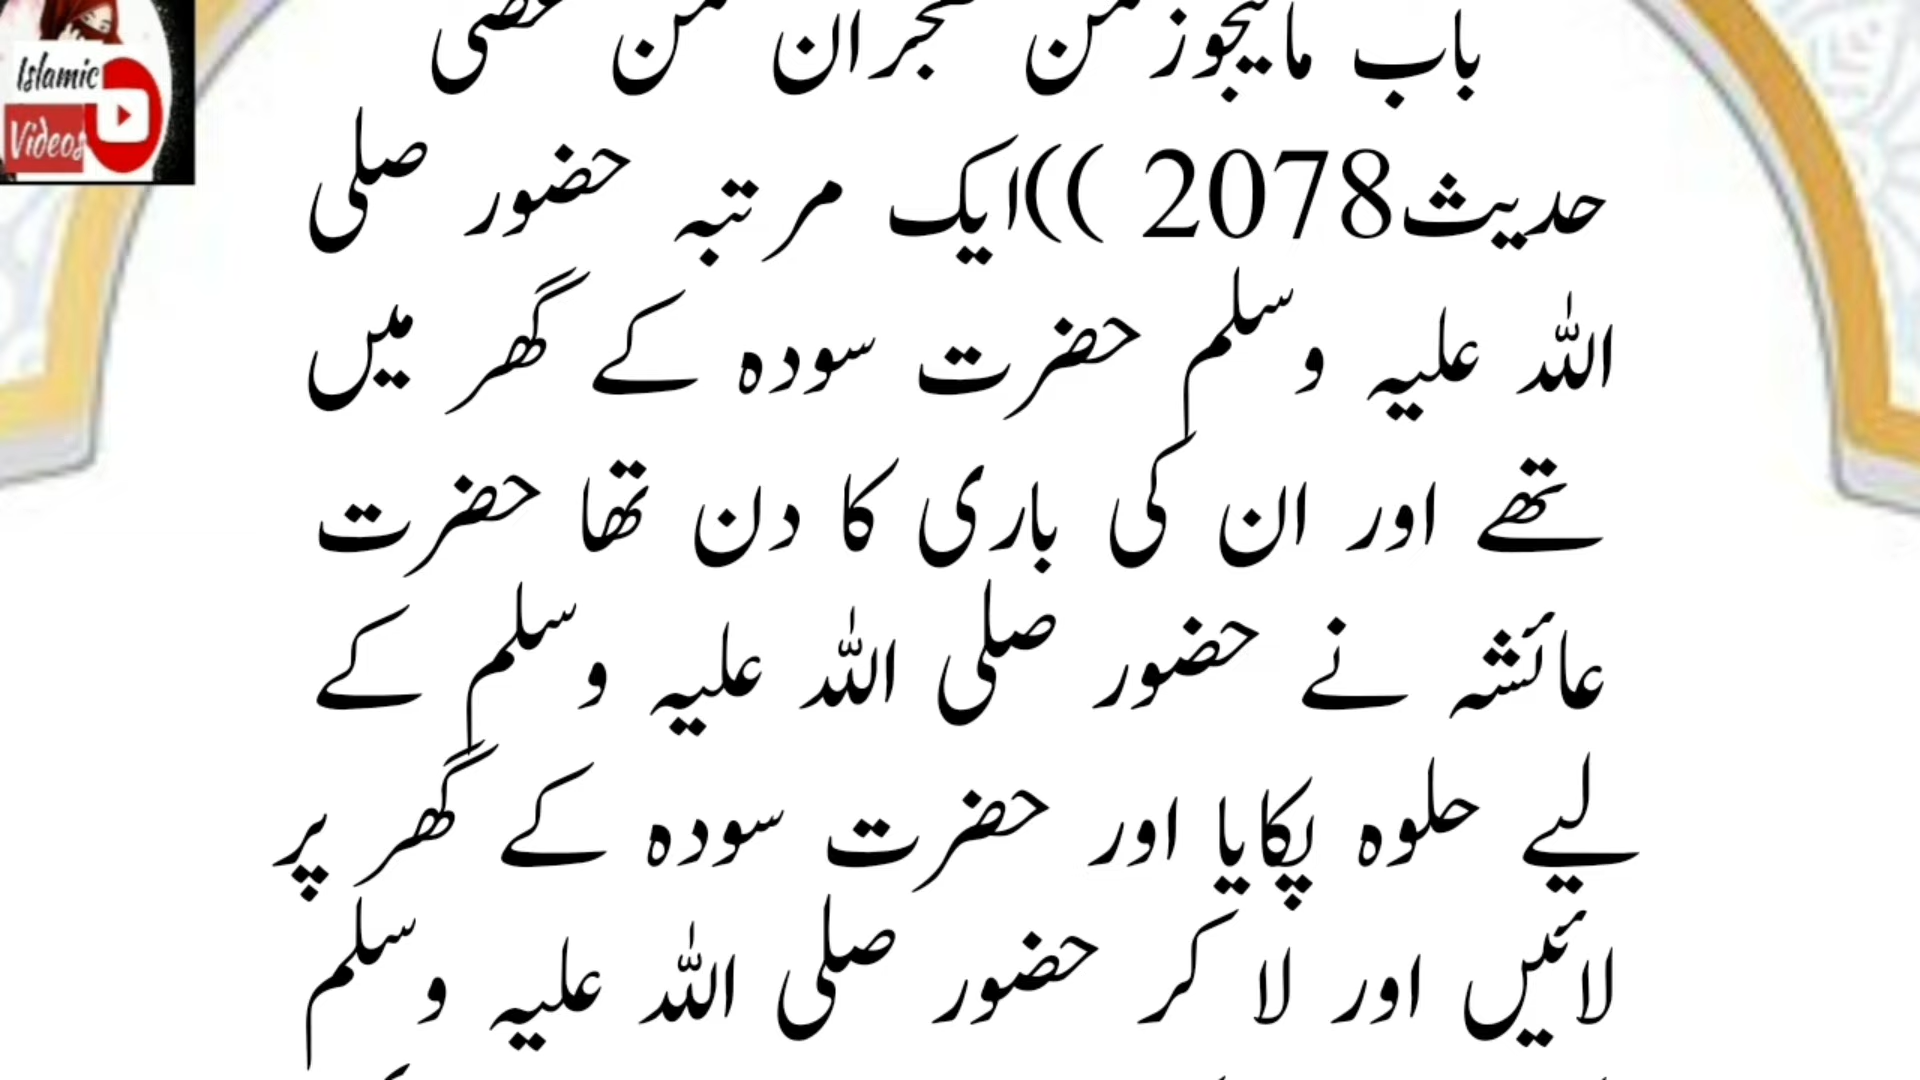 Islamic
Videos
باب مایجوز من ہجران من عصی
حدیث2078 ))ایک مرتبہ حضور صلی
اللہ علیہ وسلم حضرت سودہ کے گھر میں
تھے اور ان کی باری کا دن تھا حضرت
عائشہ نے حضور صلی اللہ علیہ وسلم کے
لیے حلوہ پکایا اور حضرت سودہ کے گھر پر
لائیں اور لا کر حضور صلی اللہ علیہ وسلم